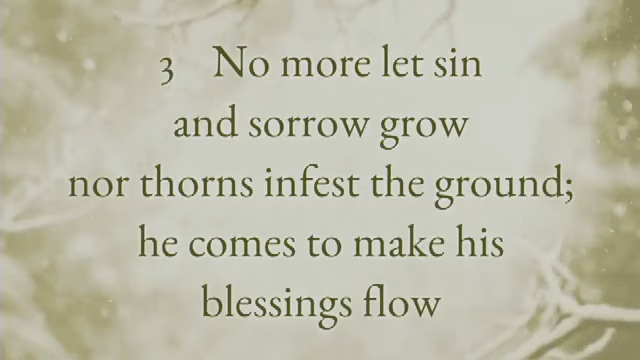 3 No more let sin
and sorrow grow
nor thorns infest the ground;
he comes to make his
blessings flow